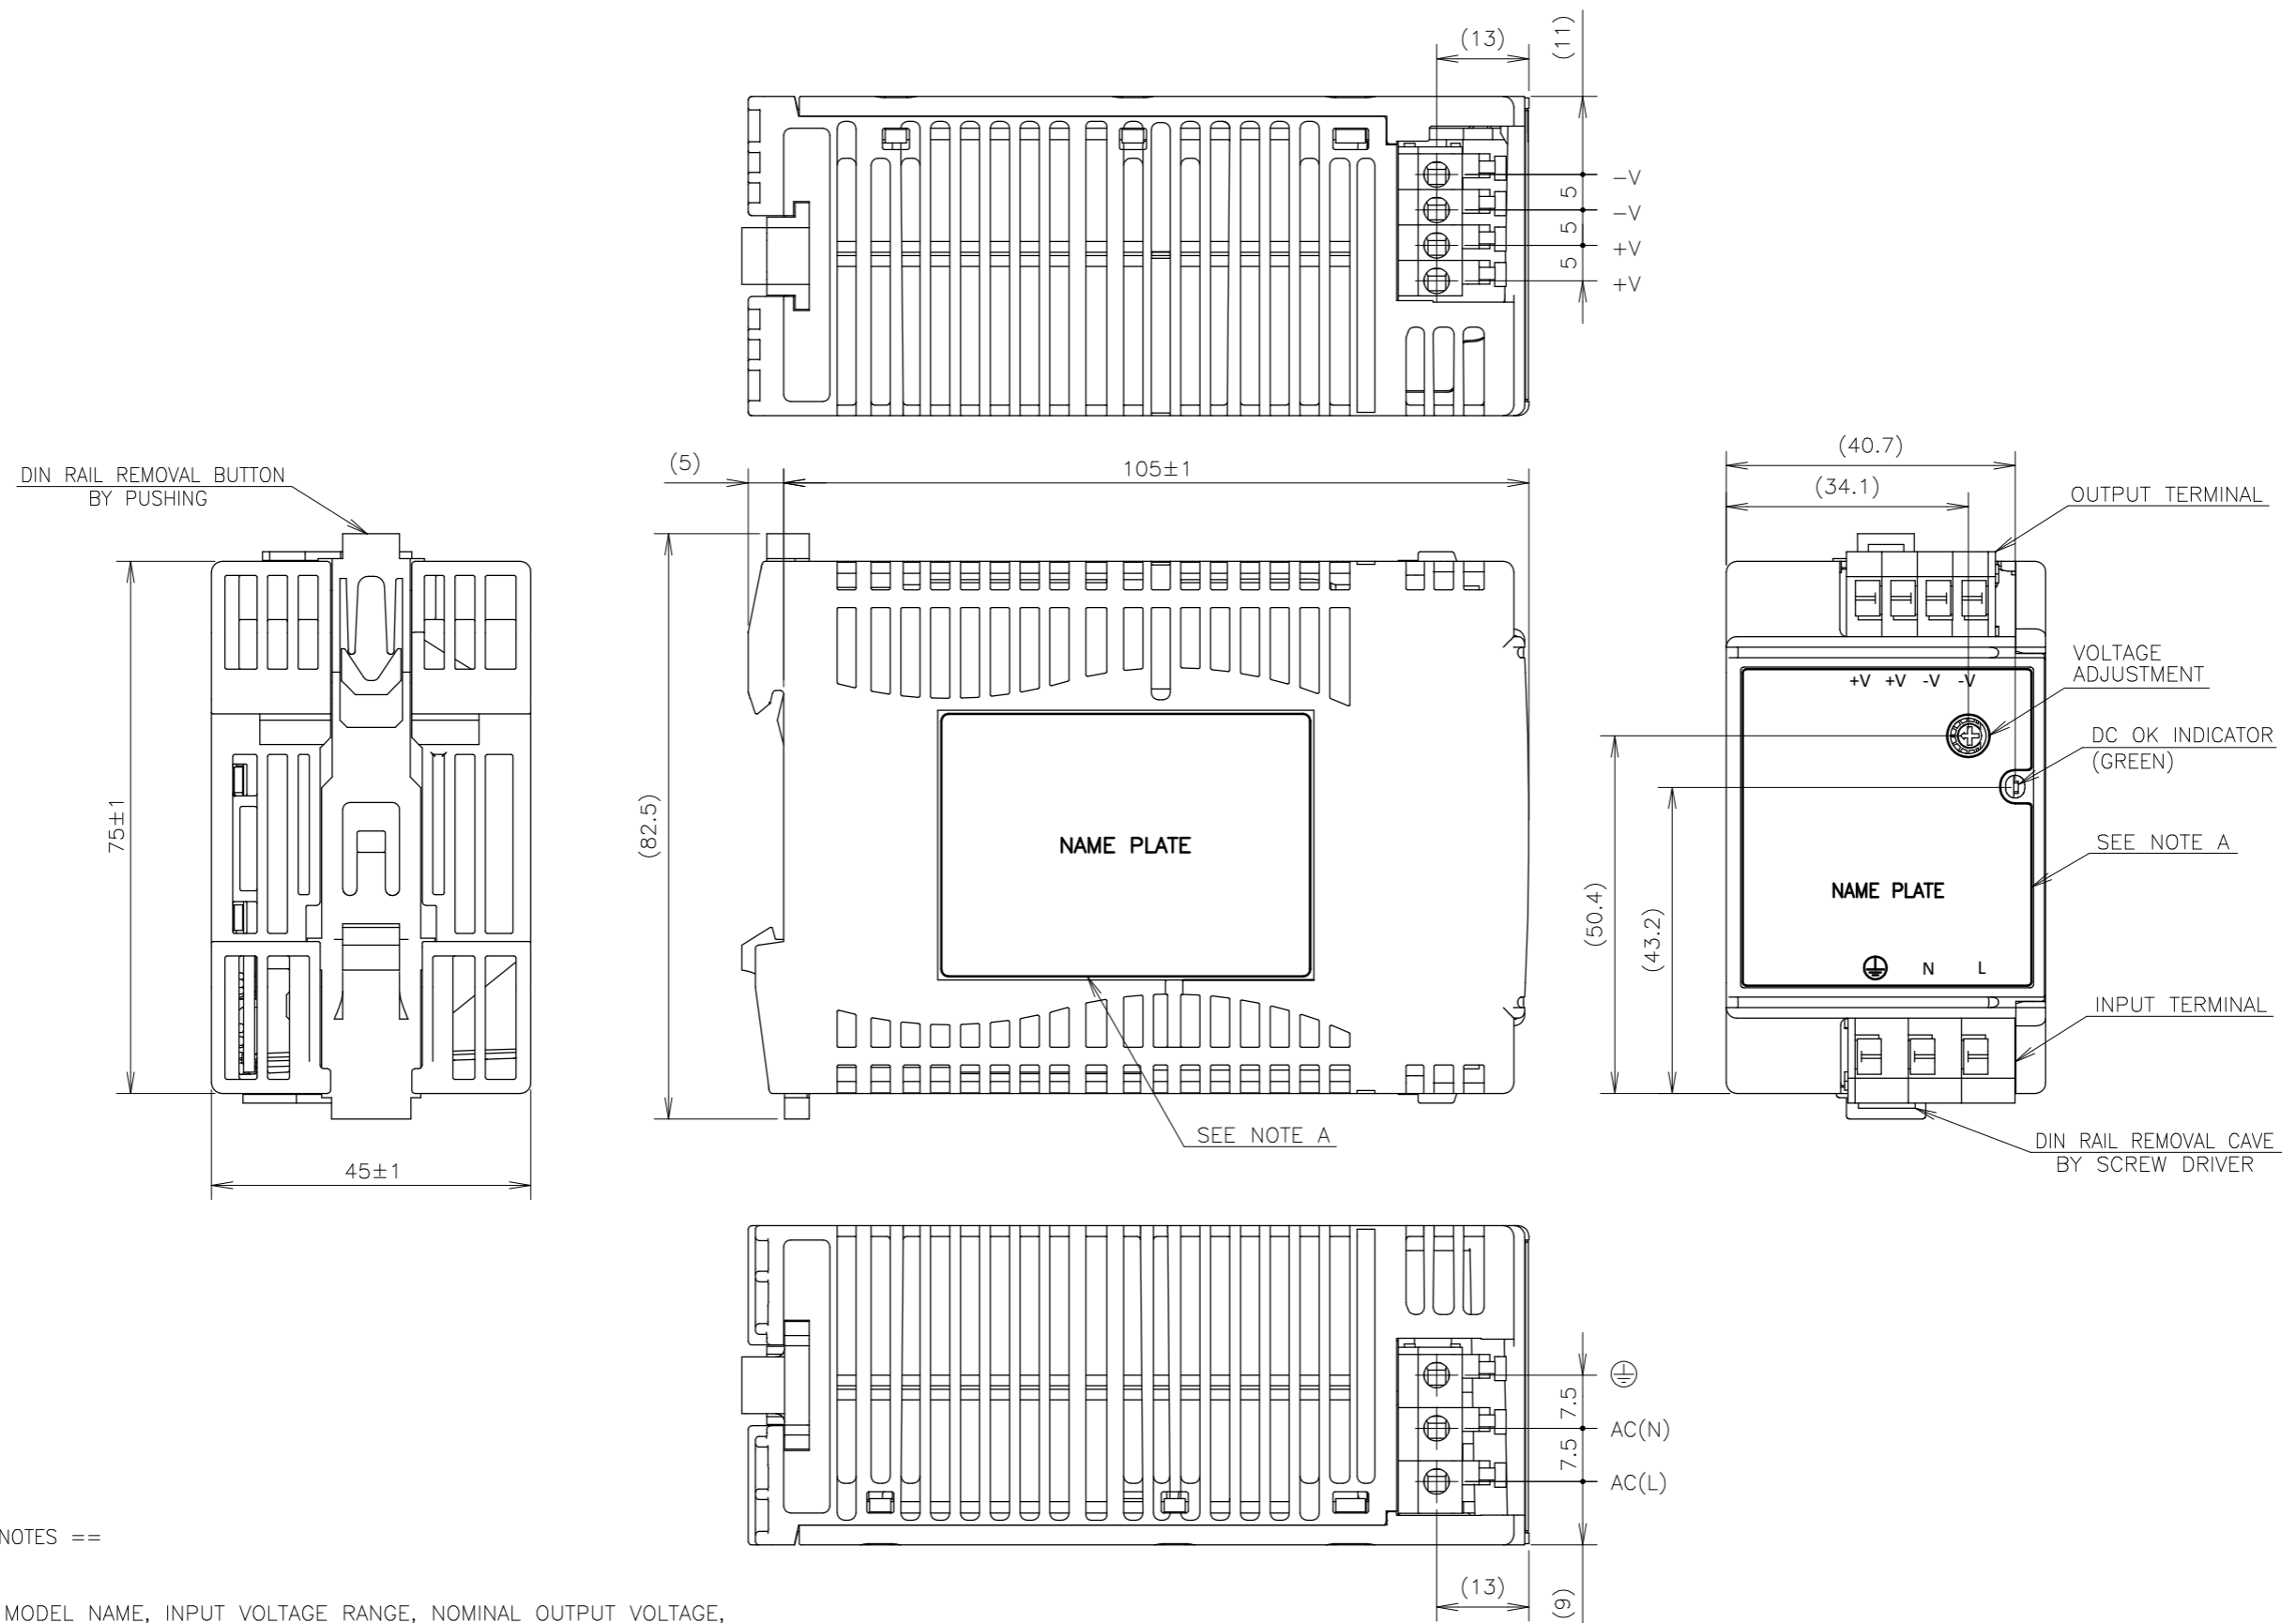 (13)
(11)
5
5
5
−V
−V
+V
+V
DIN RAIL REMOVAL BUTTON
BY PUSHING
75±1
45±1
(5)
105±1
(82.5)
NAME PLATE
SEE NOTE A
(40.7)
(34.1)
OUTPUT TERMINAL
+V +V -V -V
VOLTAGE
ADJUSTMENT
DC OK INDICATOR
(GREEN)
(50.4)
(43.2)
SEE NOTE A
NAME PLATE
N L
INPUT TERMINAL
DIN RAIL REMOVAL CAVE
BY SCREW DRIVER
7.5
7.5
AC(N)
AC(L)
(13)
(9)
NOTES ==
MODEL NAME, INPUT VOLTAGE RANGE, NOMINAL OUTPUT VOLTAGE,